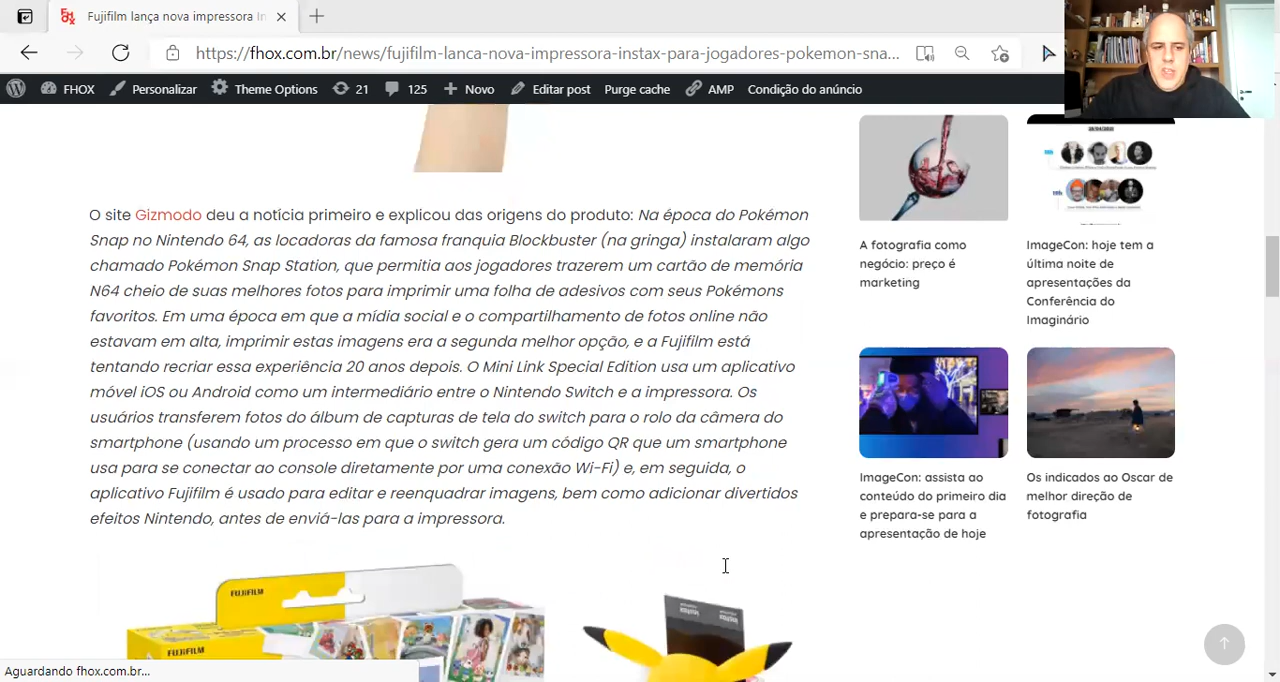 Fujifilm lança nova impressora In
https://fhox.com.br/news/fujifilm-lanca-nova-impressora-instax-para-jogadores-pokemon-sna...
FHOX Personalizar Theme Options 21 125 Novo Editar post Purge cache AMP Condição do anúncio
O site Gizmodo deu a notícia primeiro e explicou das origens do produto: Na época do Pokémon
Snap no Nintendo 64, as locadoras da famosa franquia Blockbuster (na gringa) instalaram algo
chamado Pokémon Snap Station, que permitia aos jogadores trazerem um cartão de memória
N64 cheio de suas melhores fotos para imprimir uma folha de adesivos com seus Pokémons
favoritos. Em uma época em que a mídia social e o compartilhamento de fotos online não
estavam em alta, imprimir estas imagens era a segunda melhor opção, e a Fujifilm está
tentando recriar essa experiência 20 anos depois. O Mini Link Special Edition usa um aplicativo
móvel iOS ou Android como um intermediário entre o Nintendo Switch e a impressora. Os
usuários transferem fotos do álbum de capturas de tela do switch para o rolo da câmera do
smartphone (usando um processo em que o switch gera um código QR que um smartphone
usa para se conectar ao console diretamente por uma conexão Wi-Fi) e, em seguida, o
aplicativo Fujifilm é usado para editar e reenquadrar imagens, bem como adicionar divertidos
efeitos Nintendo, antes de enviá-las para a impressora.
FUJIFILM
FUJIFILM
instax
instax
A fotografia como
negócio: preço é
marketing
ImageCon: hoje tem a
última noite de
apresentações da
Conferência do
Imaginário
ImageCon: assista ao
conteúdo do primeiro dia
e prepara-se para a
apresentação de hoje
Os indicados ao Oscar de
melhor direção de
fotografia
Aguardando fhox.com.br...